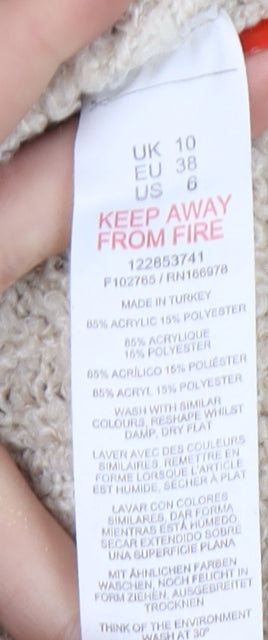 UK 10
EU 38
US 6
KEEP AWAY
FROM FIRE
122853741
F102765 / RN166978
MADE IN TURKEY
85% ACRYLIC 15% POLYESTER
85% ACRYLIQUE
15% POLYESTER
85% ACRÍLICO 15% POLIÉSTER
85% ACRYL 15% POLYESTER
WASH WITH SIMILAR
COLOURS, RESHAPE WHILST
DAMP, DRY FLAT
LAVER AVEC DES COULEURS
SIMILAIRES, REMETTRE EN
FORME LORSQUE L'ARTICLE
EST HUMIDE, SÉCHER À PLAT
LAVAR CON COLORES
SIMILARES, DAR FORMA
MIENTRAS ESTÁ HÚMEDO,
SECAR EXTENDIDO SOBRE
UNA SUPERFICIE PLANA
MIT ÄHNLICHEN FARBEN
WASCHEN, NOCH FEUCHT IN
FORM ZIEHEN, AUSGEBREITET
TROCKNEN
THINK OF THE ENVIRONMENT
WASH AT 30°